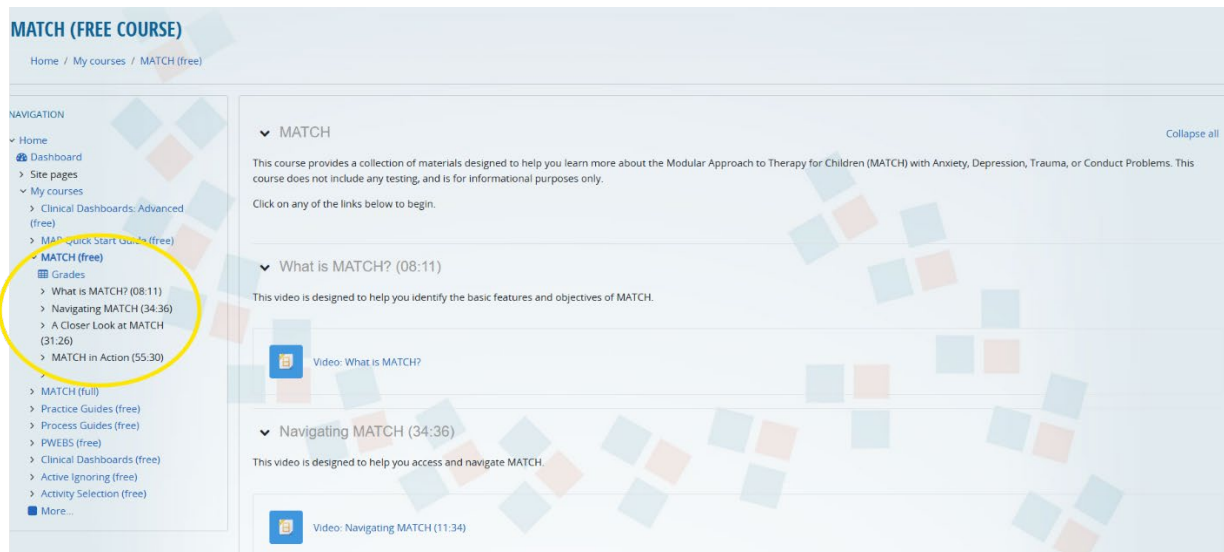 MATCH (FREE COURSE)
Home / My courses / MATCH (free)
NAVIGATION
Home
Dashboard
Site pages
My courses
Clinical Dashboards: Advanced
(free)
MAP Quick Start Guide (free)
MATCH (free)
Grades
What is MATCH? (08:11)
Navigating MATCH (34:36)
A Closer Look at MATCH
(31:26)
MATCH in Action (55:30)
MATCH (full)
Practice Guides (free)
Process Guides (free)
PWEBS (free)
Clinical Dashboards (free)
Active Ignoring (free)
Activity Selection (free)
More...
MATCH
Collapse all
This course provides a collection of materials designed to help you learn more about the Modular Approach to Therapy for Children (MATCH) with Anxiety, Depression, Trauma, or Conduct Problems. This
course does not include any testing, and is for informational purposes only.
Click on any of the links below to begin.
What is MATCH? (08:11)
This video is designed to help you identify the basic features and objectives of MATCH.
Video: What is MATCH?
Navigating MATCH (34:36)
This video is designed to help you access and navigate MATCH.
Video: Navigating MATCH (11:34)